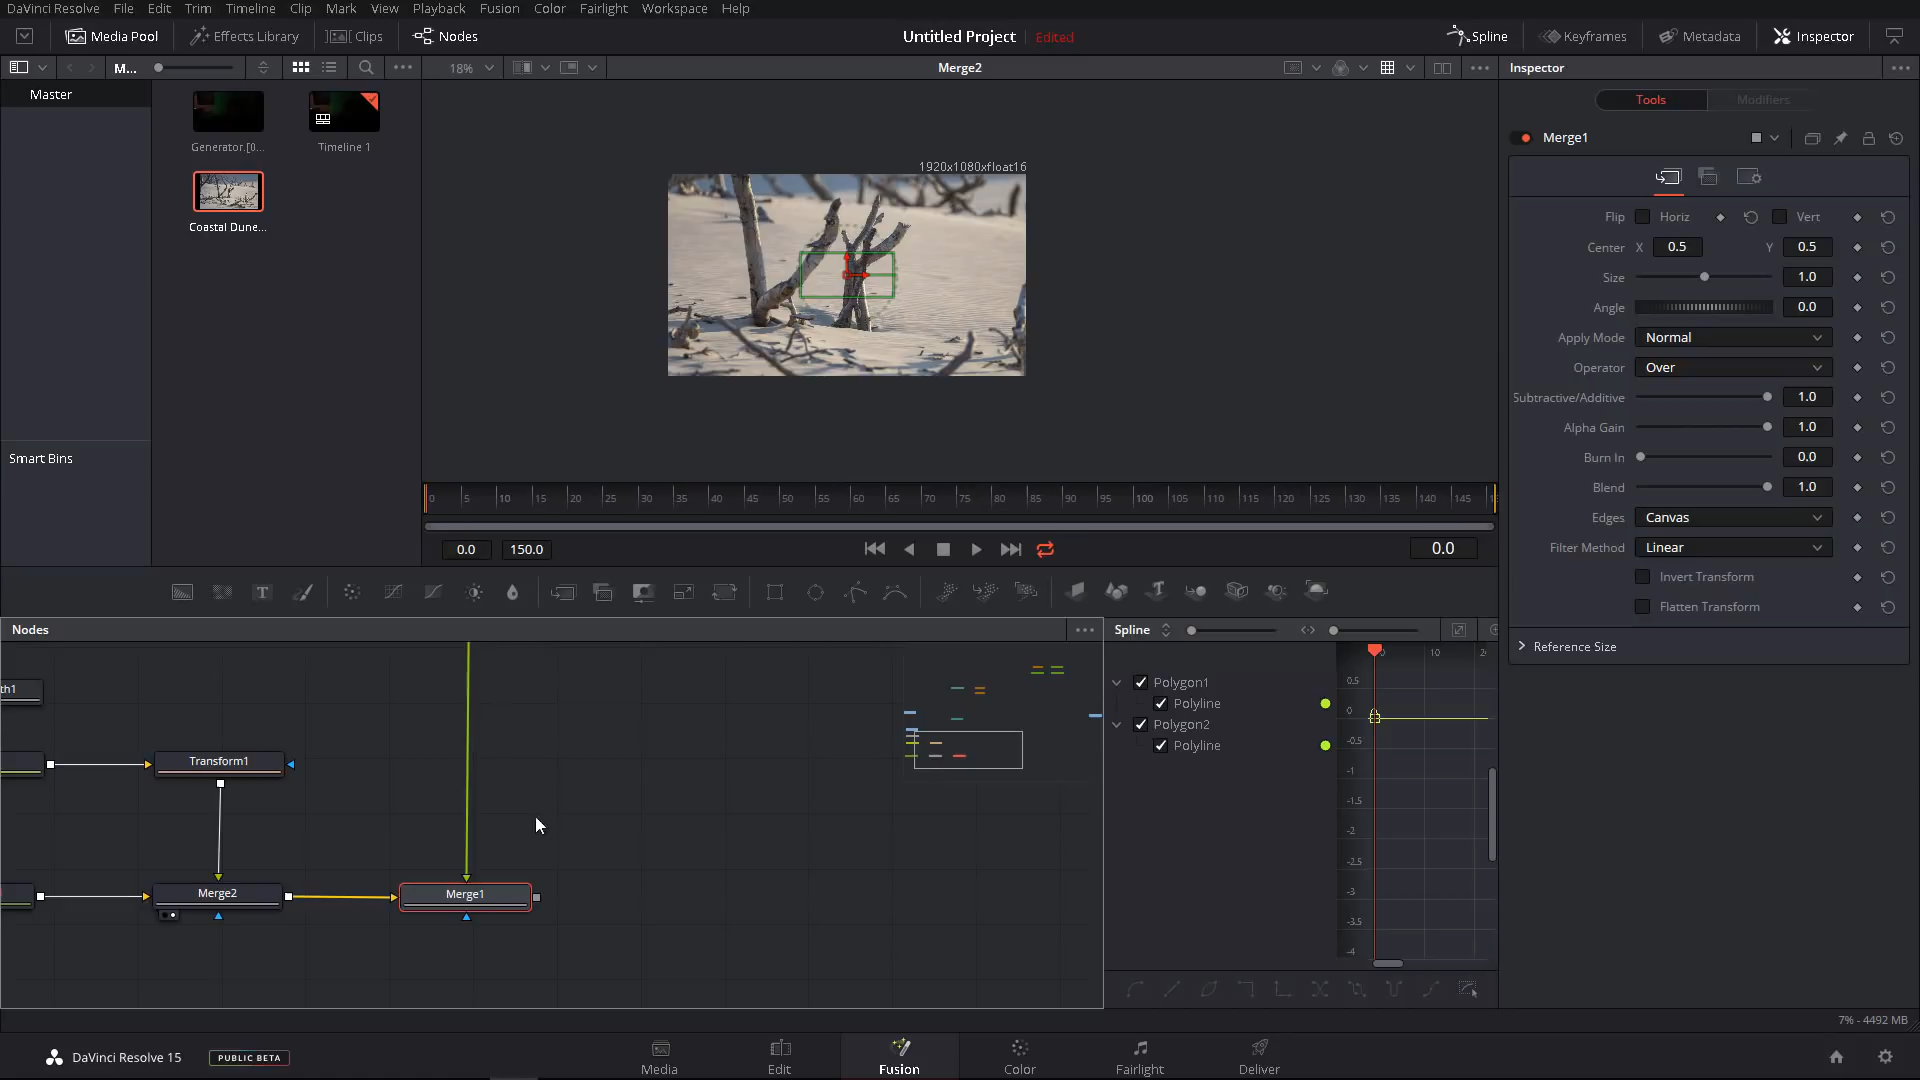 DaVinci Resolve File Edit Trim Timeline Clip Mark View Playback Fusion Color Fairlight Workspace Help
Media Pool Effects Library Clips Nodes Untitled Project Edited Spline Keyframes Metadata Inspector
M... 18% Merge2 Inspector
Master
Generator.[0...
Timeline 1
Coastal Dune...
Smart Bins
1920x1080xfloat16
0 5 10 15 20 25 30 35 40 45 50 55 60 65 70 75 80 85 90 95 100 105 110 115 120 125 130 135 140 145
0.0 150.0 0.0
Tools Modifiers
Merge1
Flip Horiz Vert
Center X 0.5 Y 0.5
Size 1.0
Angle 0.0
Apply Mode Normal
Operator Over
Subtractive/Additive 1.0
Alpha Gain 1.0
Burn In 0.0
Blend 1.0
Edges Canvas
Filter Method Linear
Invert Transform
Flatten Transform
Reference Size
Nodes
th1
Transform1
Merge2
Merge1
Spline
Polygon1
Polyline
Polygon2
Polyline
10
0.5
0
-0.5
-1
-1.5
-2
-2.5
-3
-3.5
-4
7% - 4492 MB
DaVinci Resolve 15 PUBLIC BETA
Media Edit Fusion Color Fairlight Deliver